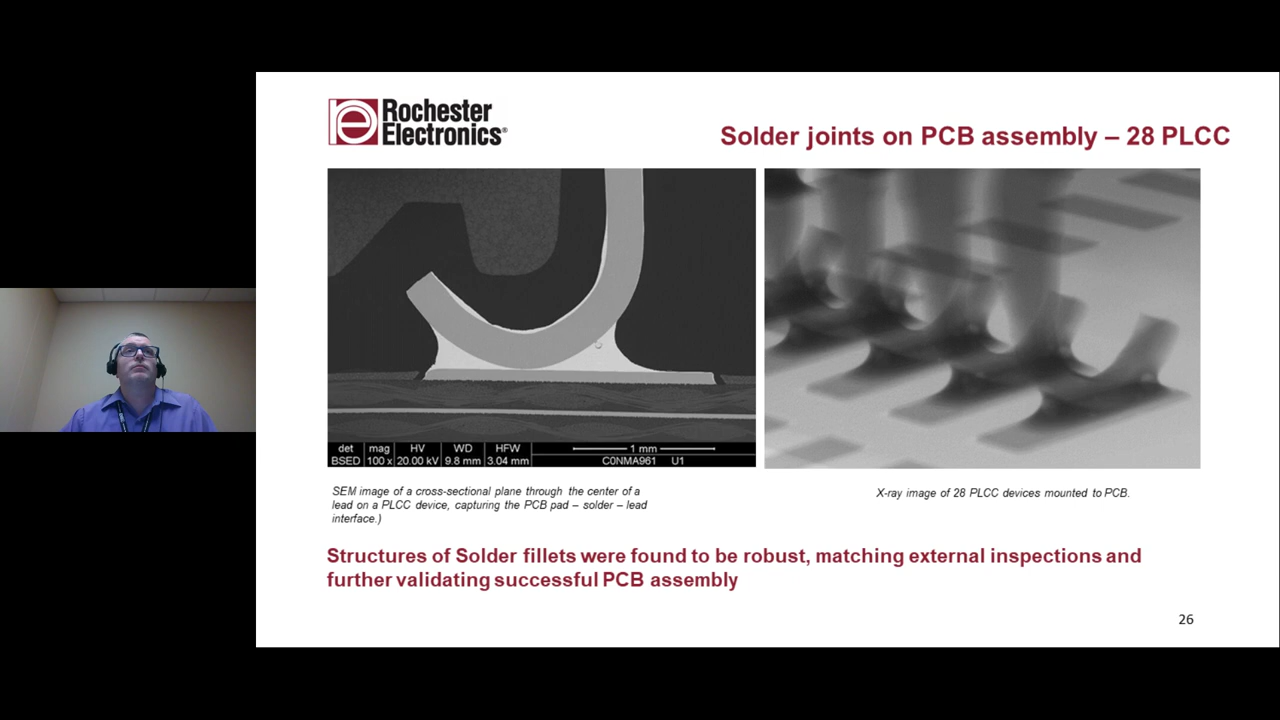 Rochester
Electronics®
Solder joints on PCB assembly – 28 PLCC
det mag HV WD HFW 1 mm
BSED 100 x 20.00 kV 9.8 mm 3.04 mm C0NMA961 U1
SEM image of a cross-sectional plane through the center of a
lead on a PLCC device, capturing the PCB pad – solder – lead
interface.)
X-ray image of 28 PLCC devices mounted to PCB.
Structures of Solder fillets were found to be robust, matching external inspections and
further validating successful PCB assembly
26